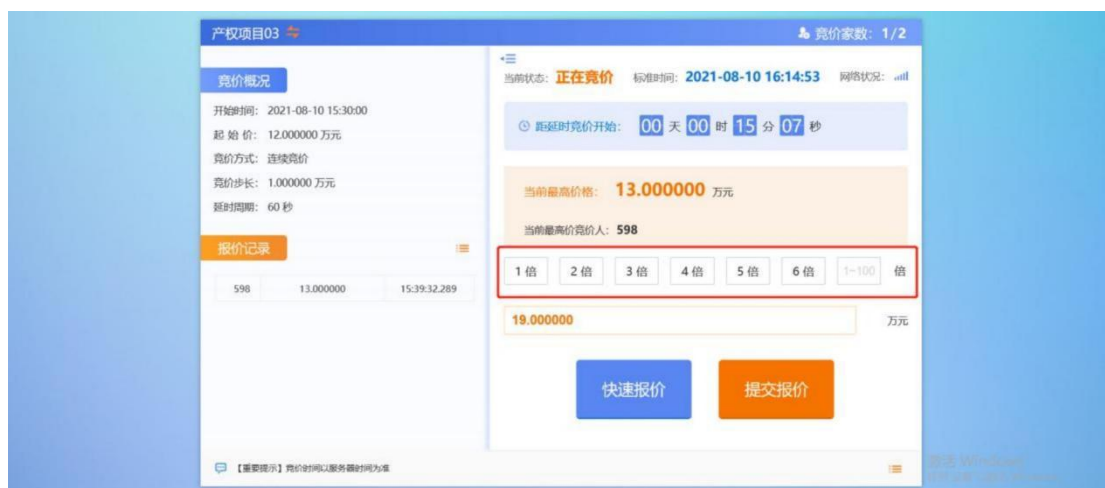 产权项目03
竞价家数: 1/2
竞价概况
开始时间: 2021-08-10 15:30:00
起 始 价: 12.000000 万元
竞价方式: 连续竞价
竞价步长: 1.000000 万元
延时周期: 60 秒
报价记录
598 13.000000 15:39:32.289
当前状态: 正在竞价 标准时间: 2021-08-10 16:14:53 网络状况:
距延时竞价开始: 00 天 00 时 15 分 07 秒
当前最高价格: 13.000000 万元
当前最高价竞价人: 598
1 倍 2 倍 3 倍 4 倍 5 倍 6 倍 1~100 倍
19.000000 万元
快速报价 提交报价
【重要提示】竞价时间以服务器时间为准
激活 Windows